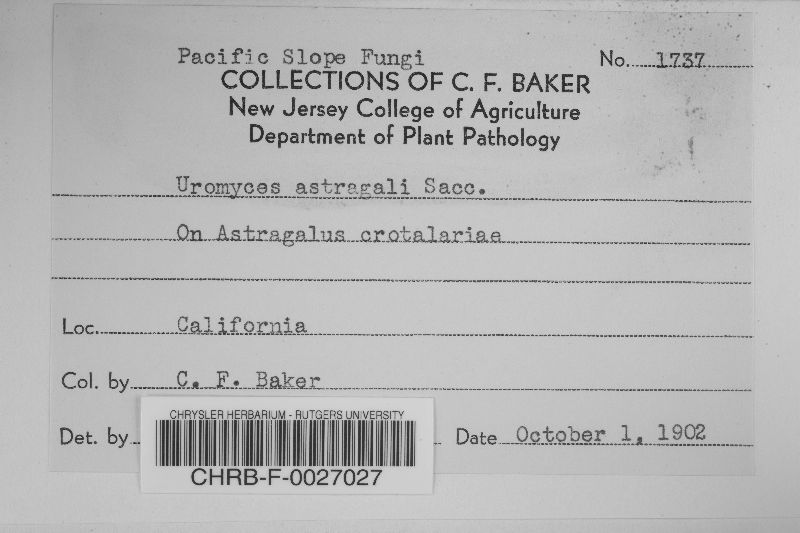 Pacific Slope Fungi No. 1737
COLLECTIONS OF C. F. BAKER
New Jersey College of Agriculture
Department of Plant Pathology
Uromyces astragali Sacc.
On Astragalus crotalariae
Loc. California
Col. by C. F. Baker
Det. by Date October 1, 1902
CHRYSLER HERBARIUM - RUTGERS UNIVERSITY
CHRB-F-0027027